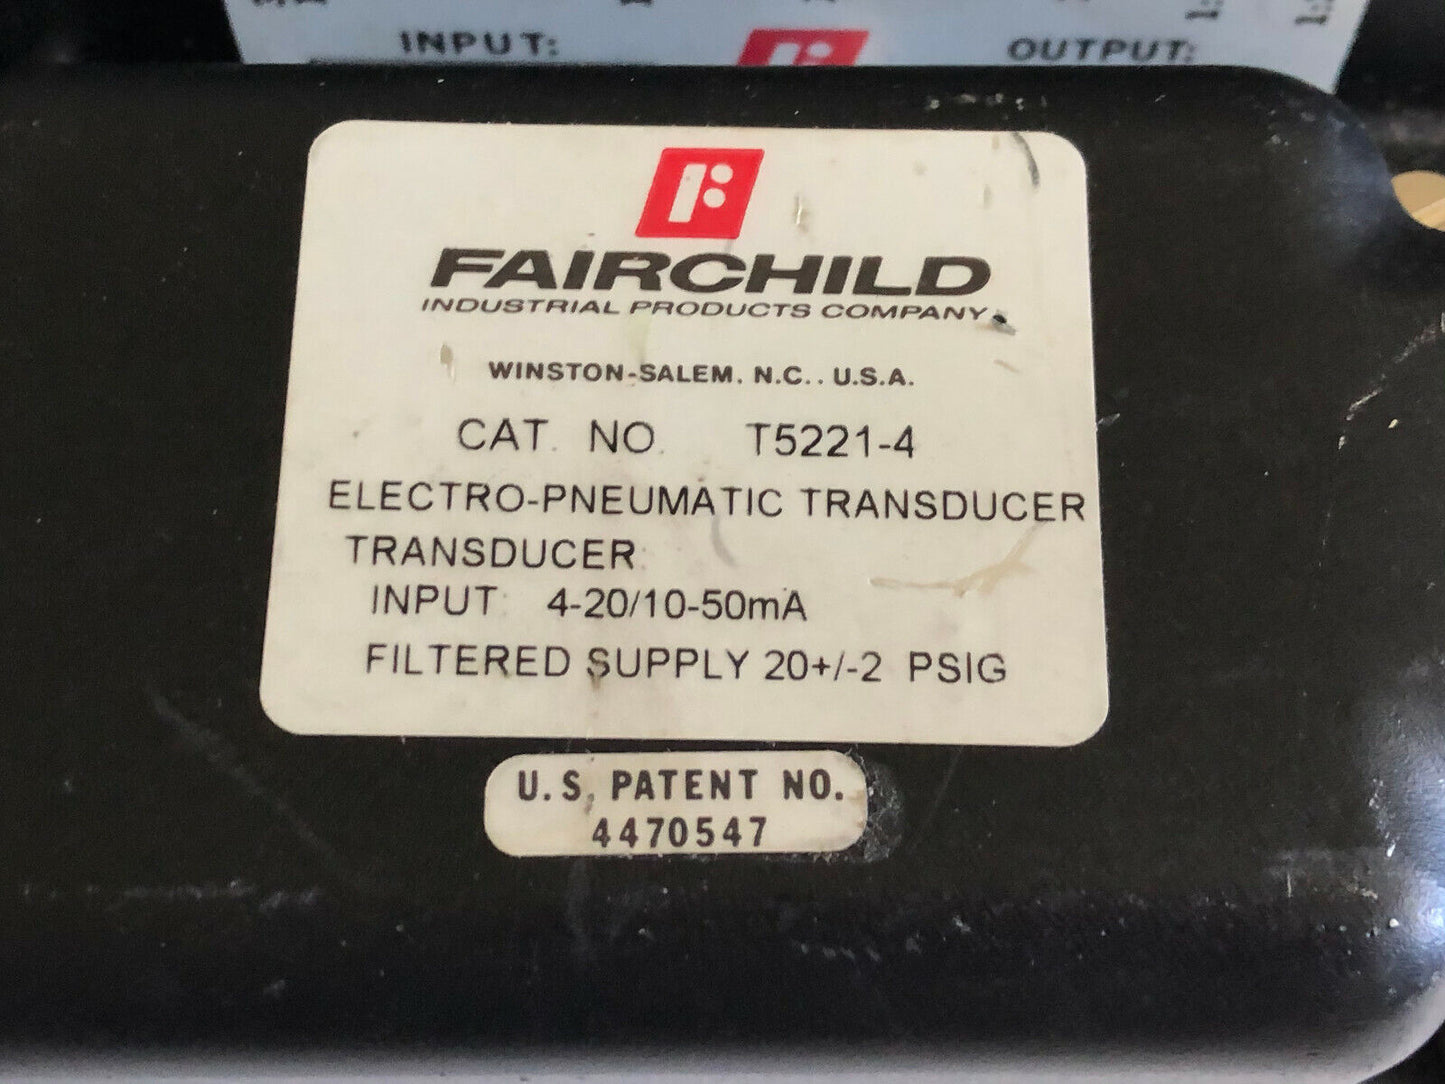 INPUT:
OUTPUT:
FAIRCHILD
INDUSTRIAL PRODUCTS COMPANY
WINSTON-SALEM, N.C., U.S.A.
CAT. NO. T5221-4
ELECTRO-PNEUMATIC TRANSDUCER
TRANSDUCER
INPUT: 4-20/10-50mA
FILTERED SUPPLY 20+/-2 PSIG
U.S. PATENT NO.
4470547